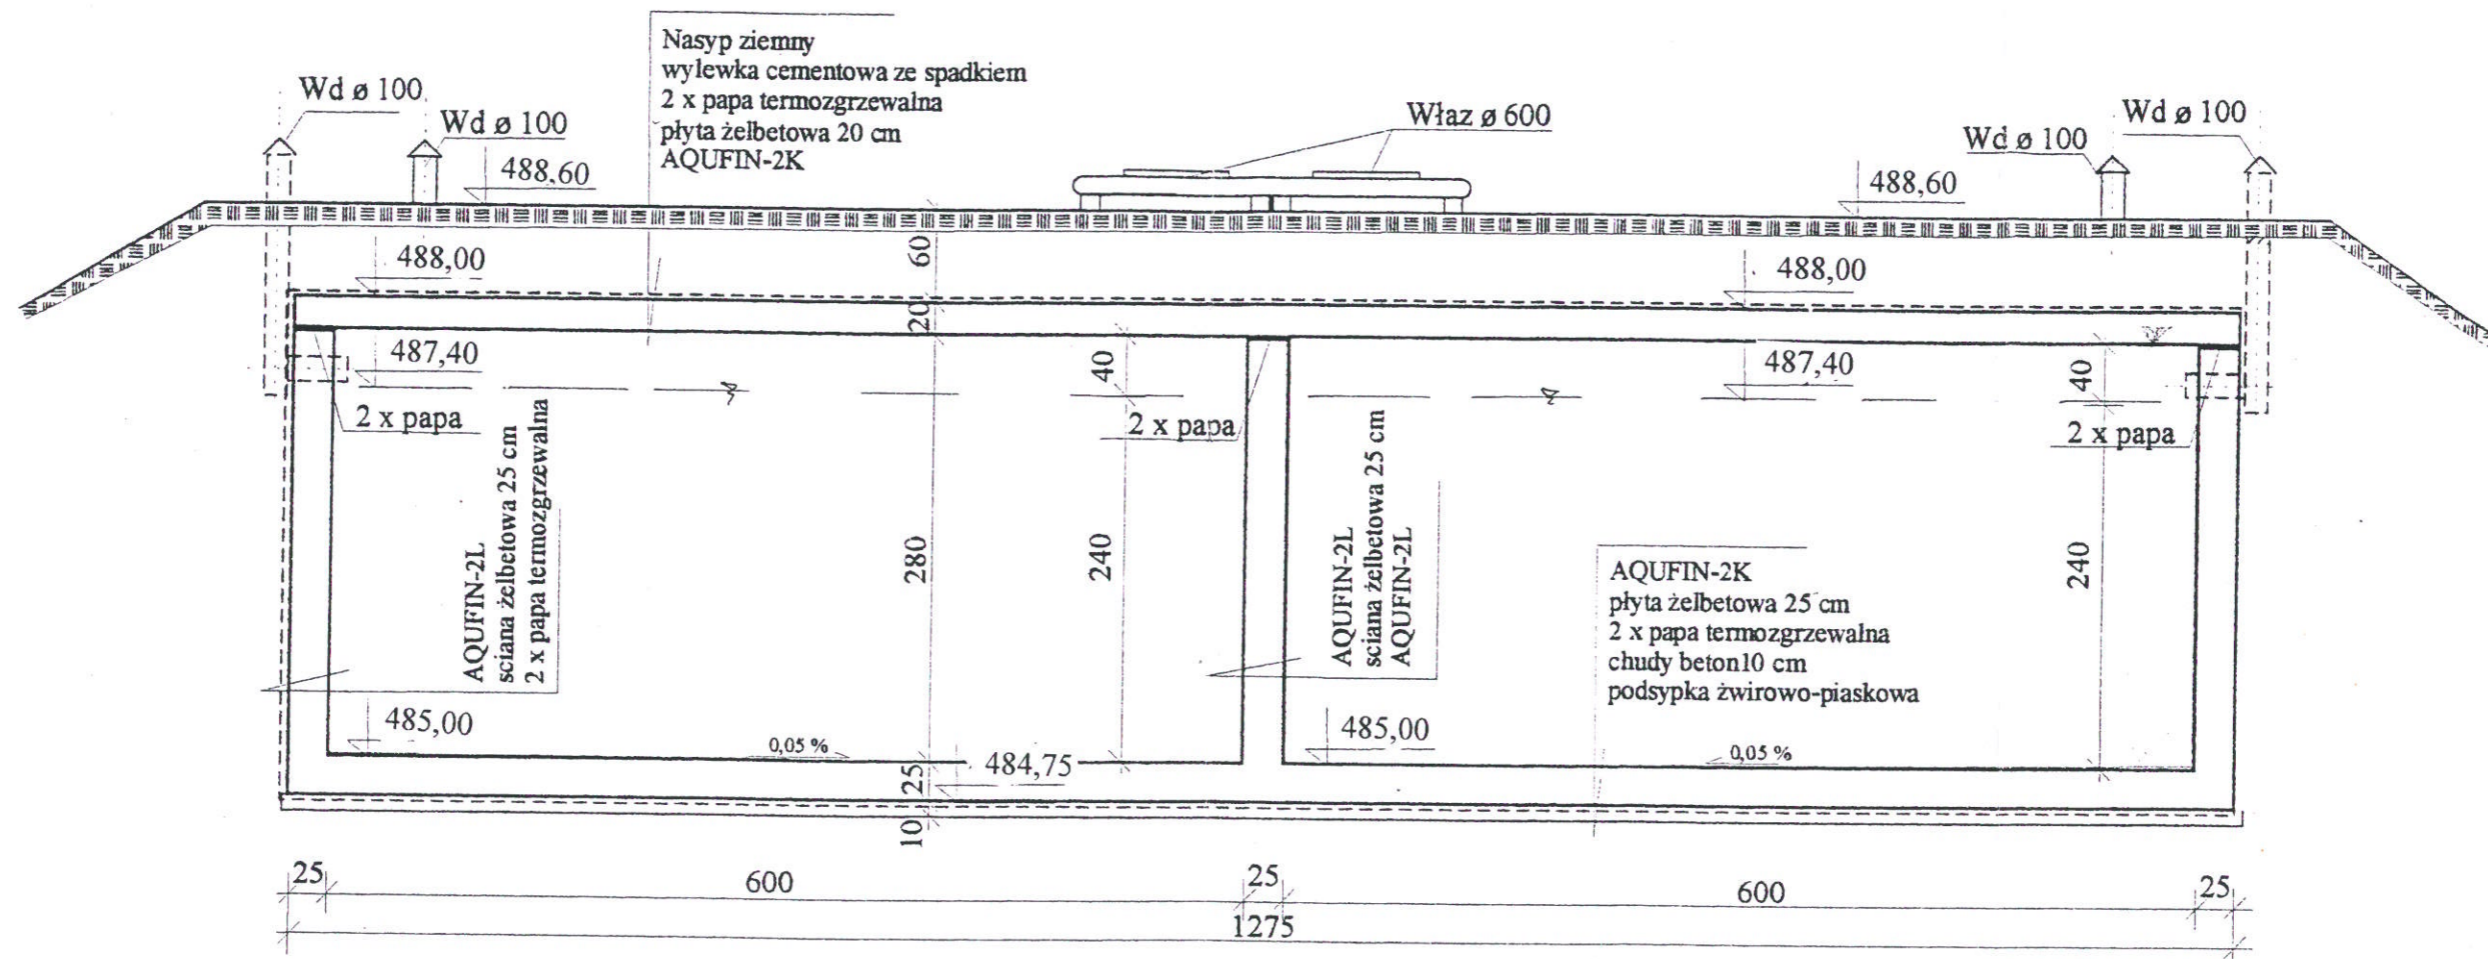 Nasyp ziemny
wylewka cementowa ze spadkiem
2 x papa termozgrzewalna
płyta żelbetowa 20 cm
AQUFIN-2K
Wd ø 100
Wd ø 100
Właz ø 600
Wd ø 100
Wd ø 100
488,60
488,60
60
488,00
488,00
20
487,40
40
487,40
40
2 x papa
2 x papa
2 x papa
AQUFIN-2L
sciana żelbetowa 25 cm
2 x papa termozgrzewalna
280
240
AQUFIN-2L
sciana żelbetowa 25 cm
AQUFIN-2L
AQUFIN-2K
płyta żelbetowa 25 cm
2 x papa termozgrzewalna
chudy beton10 cm
podsypka żwirowo-piaskowa
240
485,00
0,05 %
485,00
0,05 %
25
484,75
10
25
600
25
600
25
1275